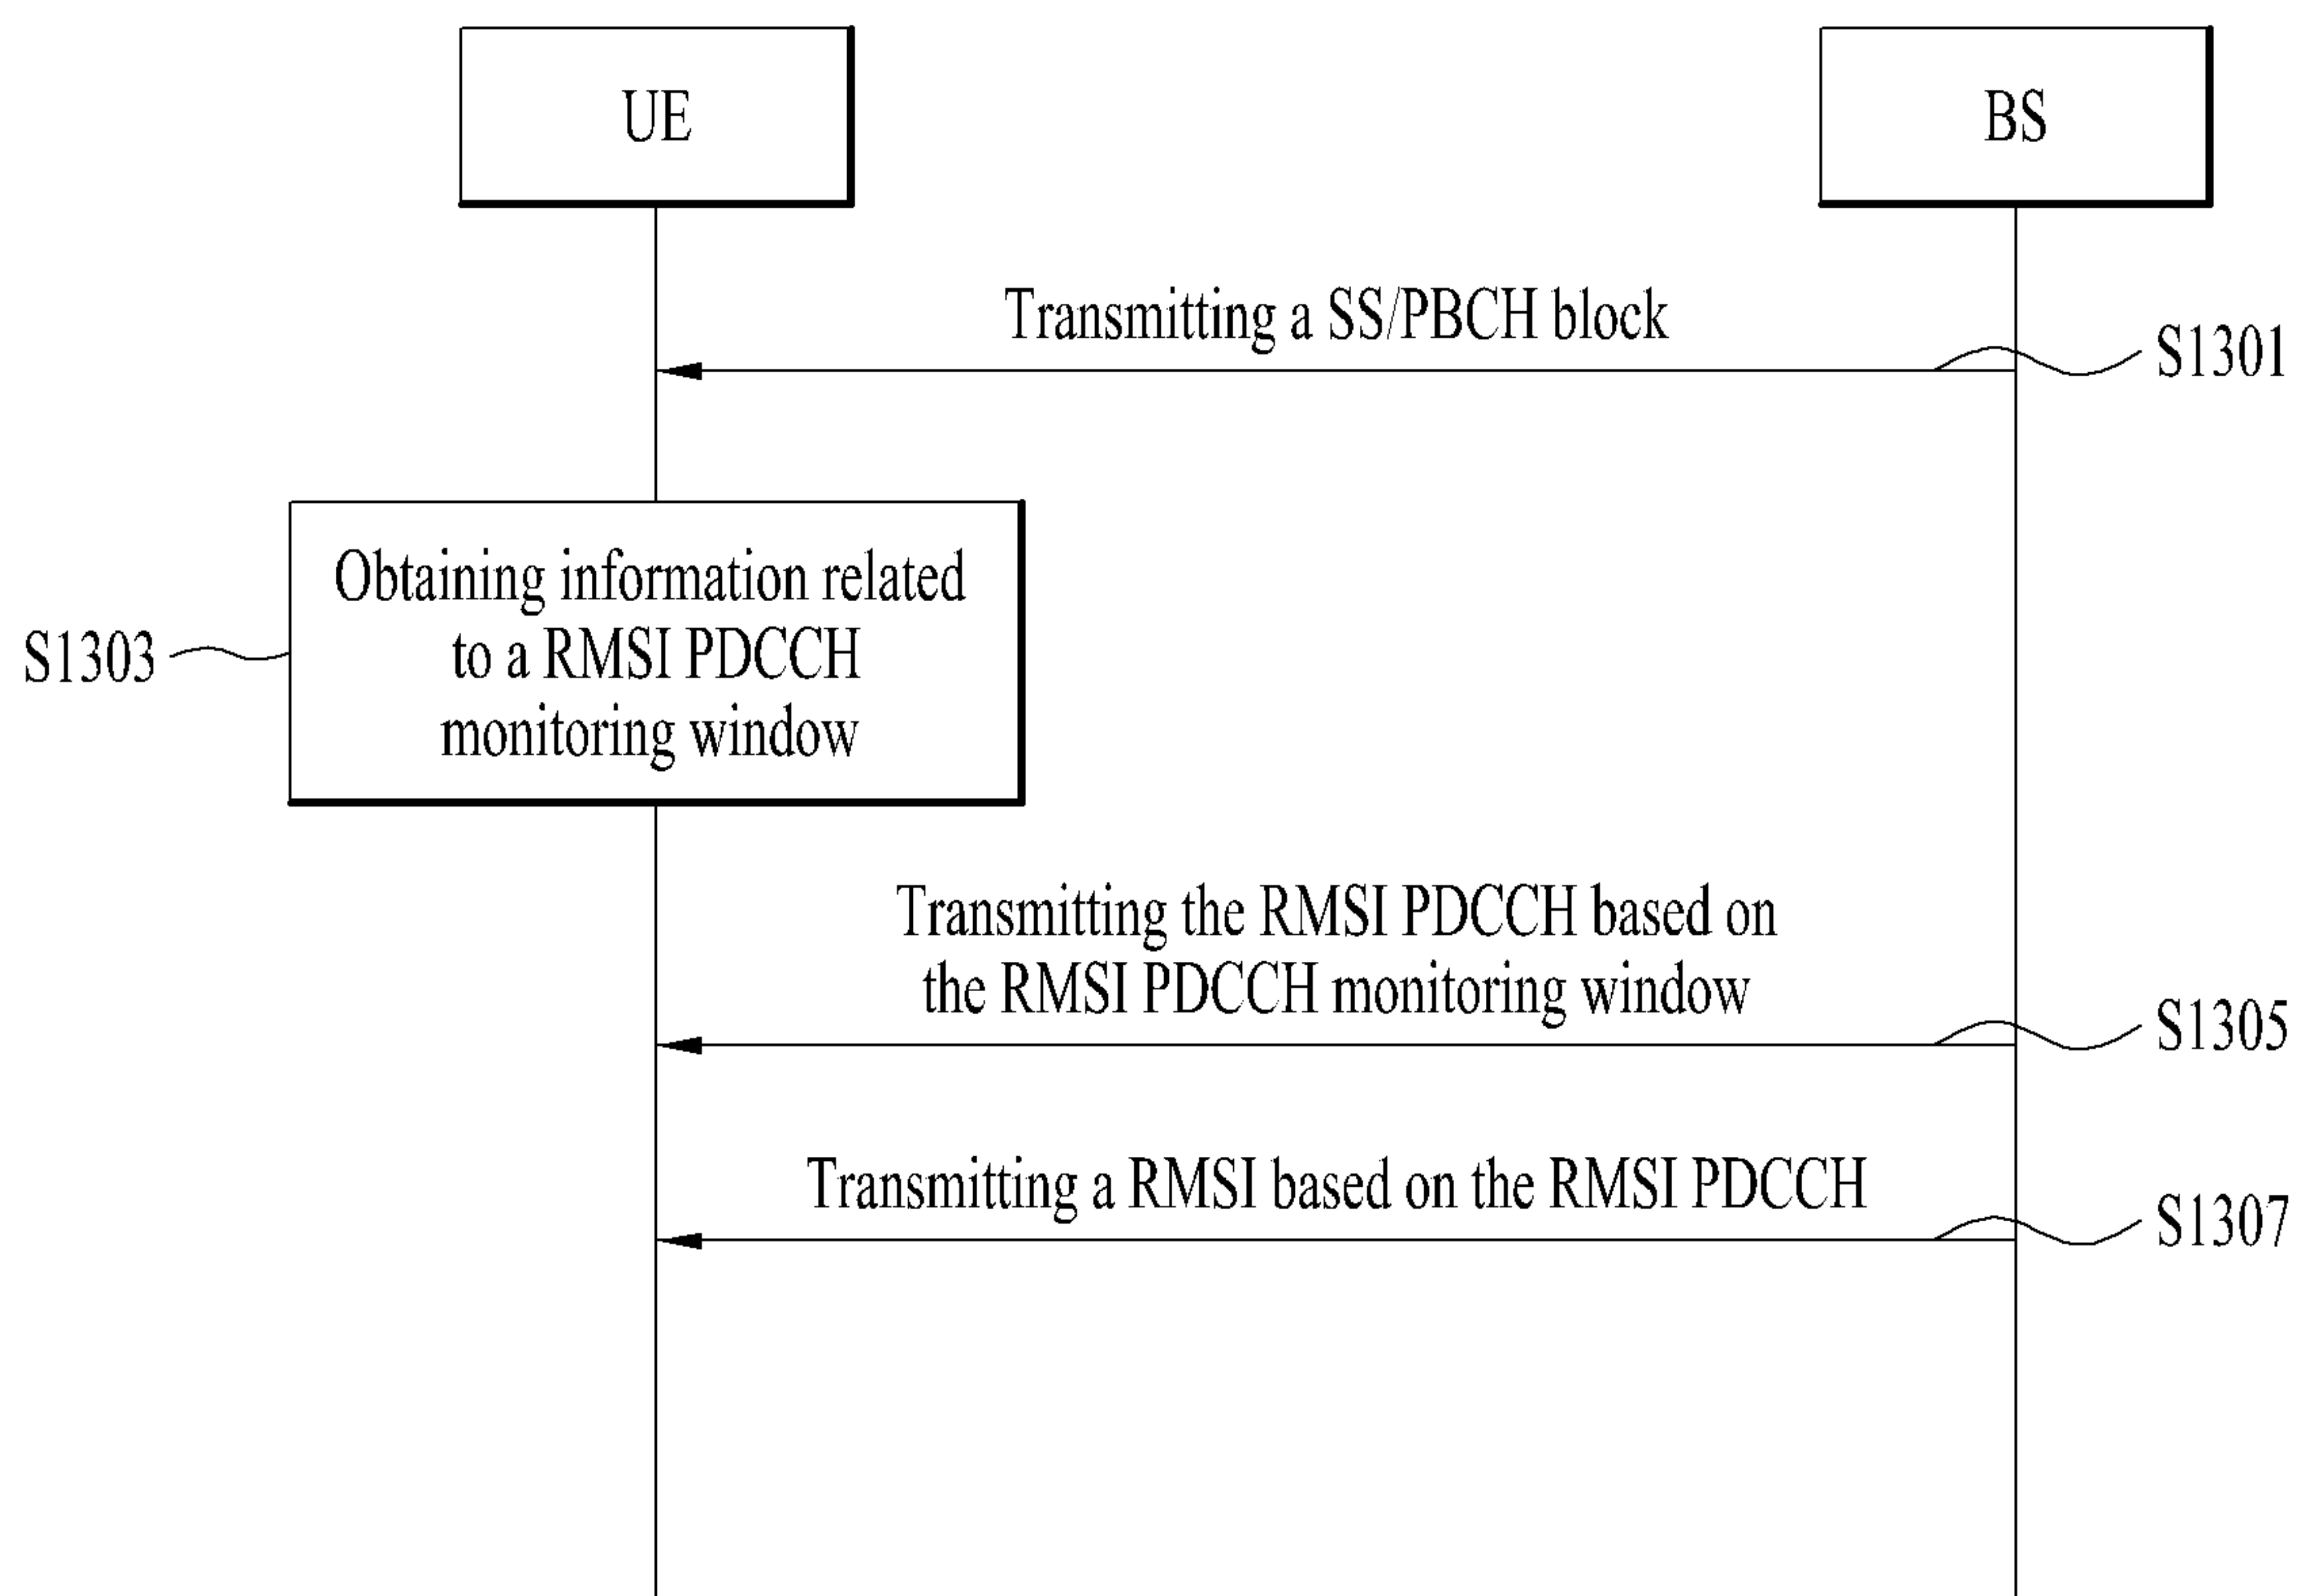 UE
BS
Transmitting a SS/PBCH block
S1301
Obtaining information related
to a RMSI PDCCH
monitoring window
S1303
Transmitting the RMSI PDCCH based on
the RMSI PDCCH monitoring window
S1305
Transmitting a RMSI based on the RMSI PDCCH
S1307